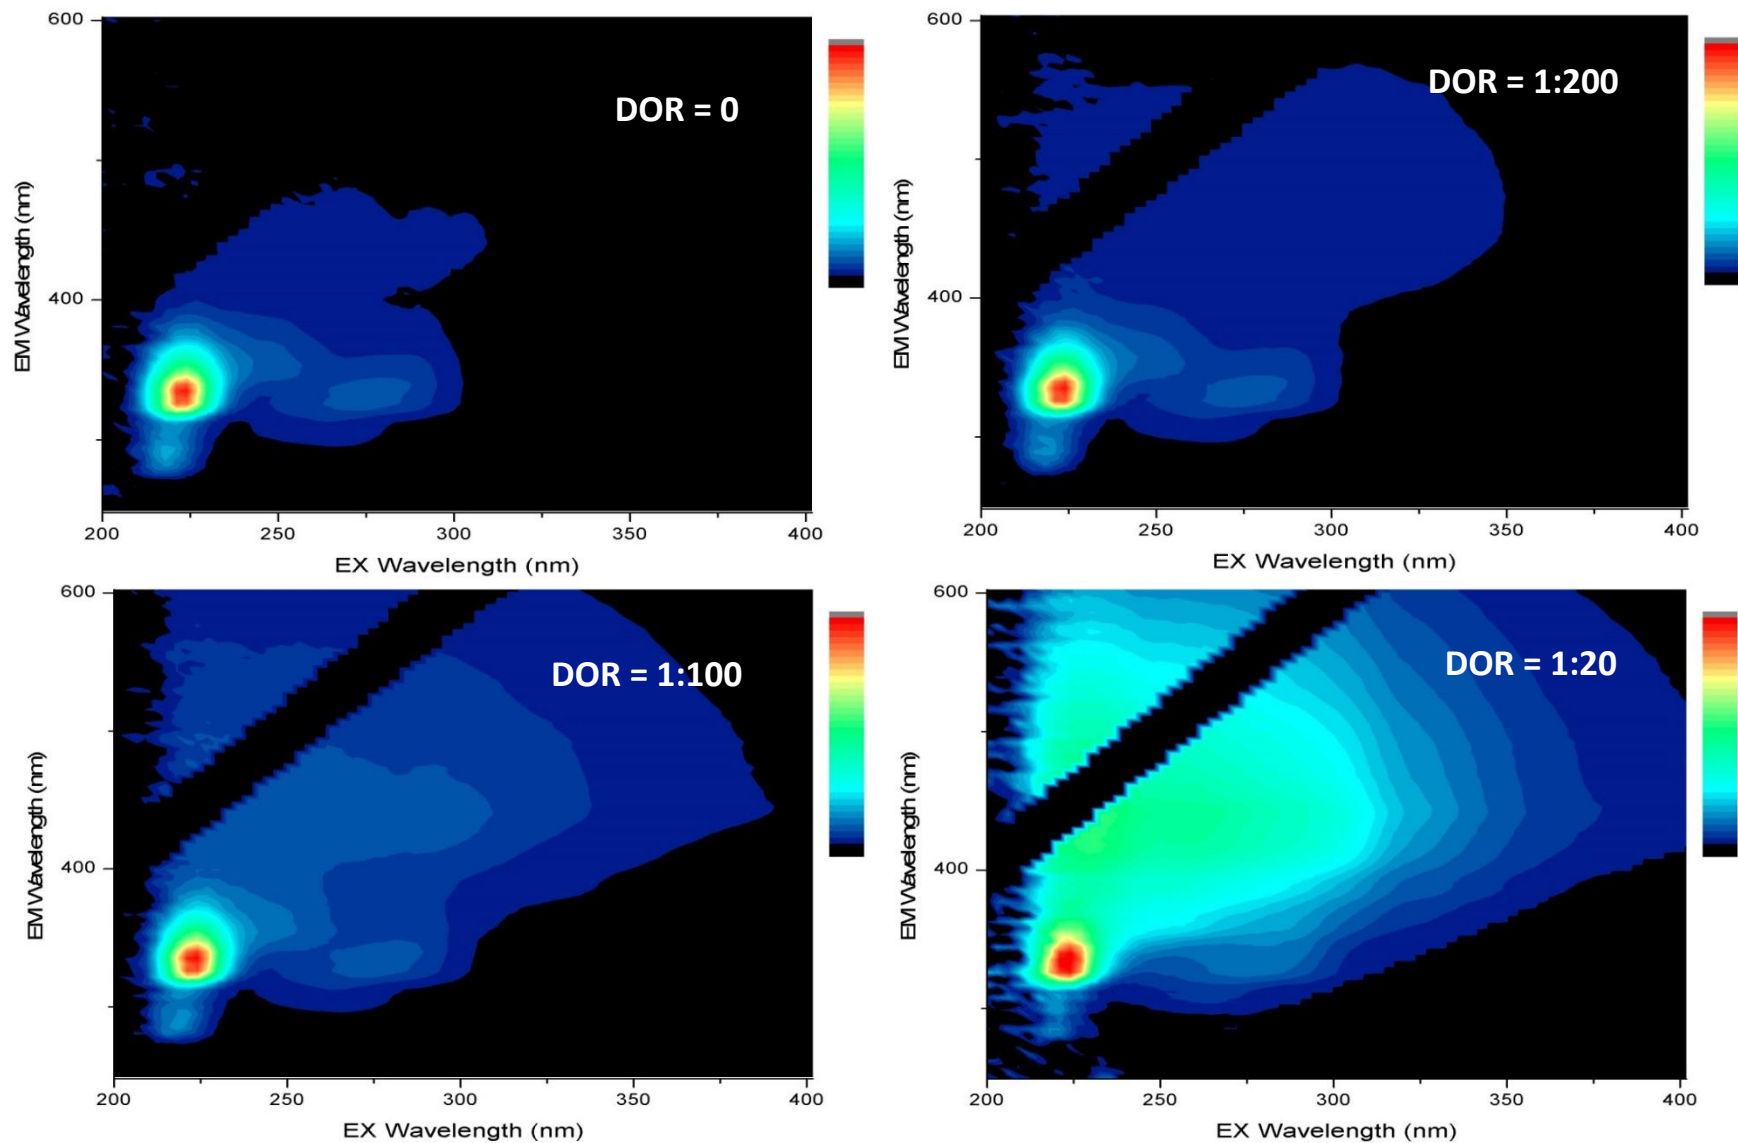 600
DOR = 0
EM Wavelength (nm)
400
200 250 300 350 400
EX Wavelength (nm)
600
DOR = 1:200
EM Wavelength (nm)
400
200 250 300 350 400
EX Wavelength (nm)
600
DOR = 1:100
EM Wavelength (nm)
400
200 250 300 350 400
EX Wavelength (nm)
600
DOR = 1:20
EM Wavelength (nm)
400
200 250 300 350 400
EX Wavelength (nm)